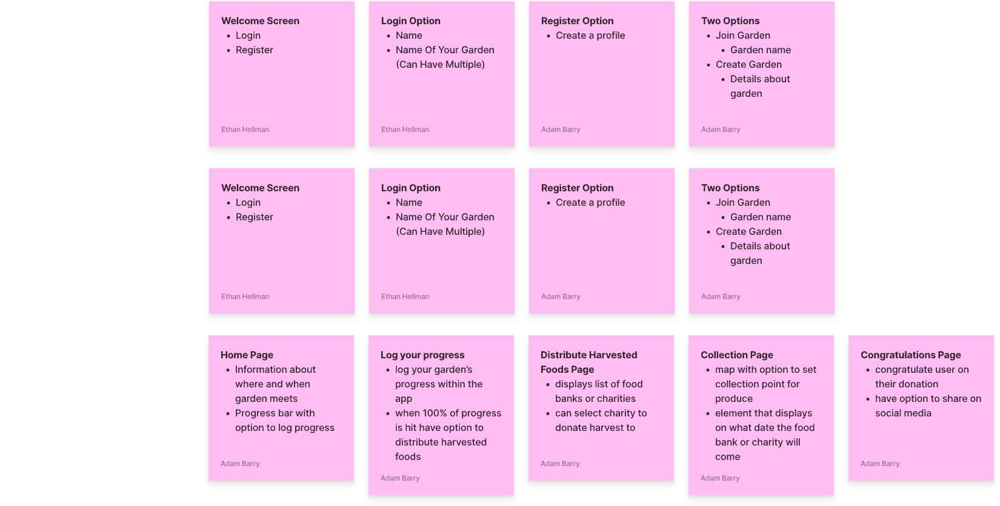 Welcome Screen
Login
Register
Ethan Hellman
Login Option
Name
Name Of Your Garden
(Can Have Multiple)
Ethan Hellman
Register Option
Create a profile
Adam Barry
Two Options
Join Garden
Garden name
Create Garden
Details about
garden
Adam Barry
Welcome Screen
Login
Register
Ethan Hellman
Login Option
Name
Name Of Your Garden
(Can Have Multiple)
Ethan Hellman
Register Option
Create a profile
Adam Barry
Two Options
Join Garden
Garden name
Create Garden
Details about
garden
Adam Barry
Home Page
Information about
where and when
garden meets
Progress bar with
option to log progress
Adam Barry
Log your progress
log your garden’s
progress within the
app
when 100% of progress
is hit have option to
distribute harvested
foods
Adam Barry
Distribute Harvested
Foods Page
displays list of food
banks or charities
can select charity to
donate harvest to
Adam Barry
Collection Page
map with option to set
collection point for
produce
element that displays
on what date the food
bank or charity will
come
Adam Barry
Congratulations Page
congratulate user on
their donation
have option to share on
social media
Adam Barry